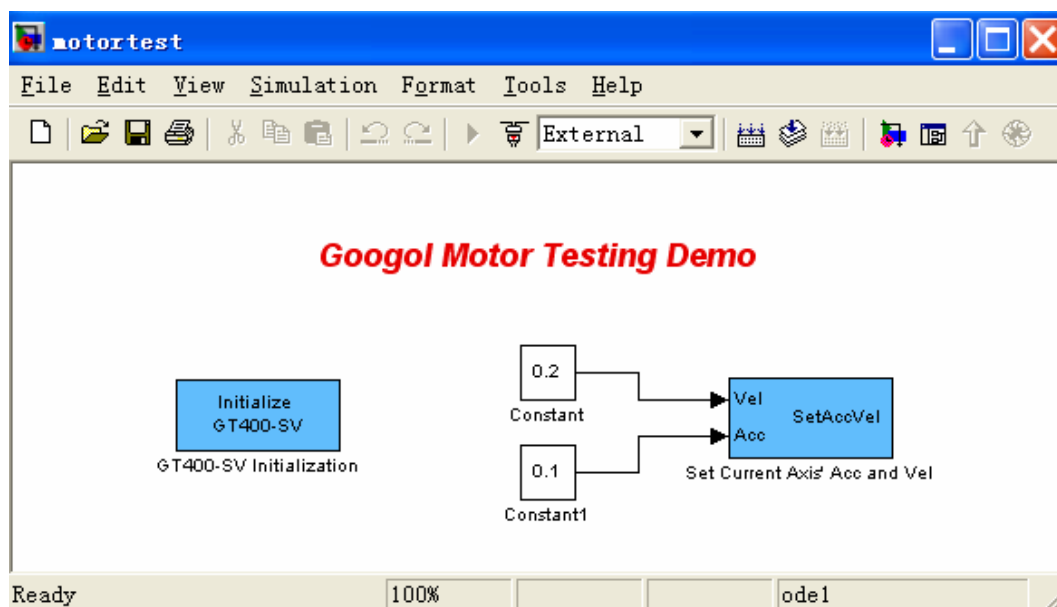 motortest
File Edit View Simulation Format Tools Help
External
Googol Motor Testing Demo
Initialize
GT400-SV
GT400-SV Initialization
0.2
Constant
0.1
Constant1
Vel
Acc
SetAccVel
Set Current Axis' Acc and Vel
Ready 100% ode1